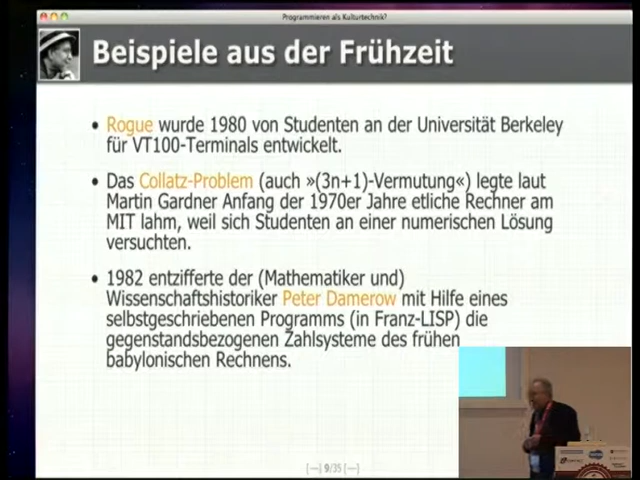 Programmieren als Kulturtechnik?
Beispiele aus der Frühzeit
• Rogue wurde 1980 von Studenten an der Universität Berkeley
für VT100-Terminals entwickelt.
• Das Collatz-Problem (auch »(3n+1)-Vermutung«) legte laut
Martin Gardner Anfang der 1970er Jahre etliche Rechner am
MIT lahm, weil sich Studenten an einer numerischen Lösung
versuchten.
• 1982 entzifferte der (Mathematiker und)
Wissenschaftshistoriker Peter Damerow mit Hilfe eines
selbstgeschriebenen Programms (in Franz-LISP) die
gegenstandsbezogenen Zahlsysteme des frühen
babylonischen Rechnens.
[—] 9/35 [—]